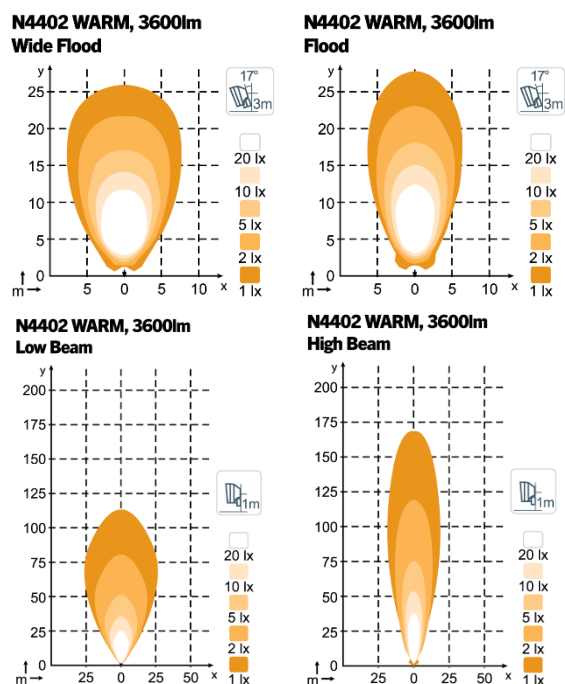 N4402 WARM, 3600lm
Wide Flood
y
25
20
15
10
5
0
m
5 0 5 10 x
17°
3m
20 lx
10 lx
5 lx
2 lx
1 lx
N4402 WARM, 3600lm
Flood
y
25
20
15
10
5
0
m
5 0 5 10 x
17°
3m
20 lx
10 lx
5 lx
2 lx
1 lx
N4402 WARM, 3600lm
Low Beam
y
200
175
150
125
100
75
50
25
0
m
25 0 25 50 x
1m
20 lx
10 lx
5 lx
2 lx
1 lx
N4402 WARM, 3600lm
High Beam
y
200
175
150
125
100
75
50
25
0
m
25 0 25 50 x
1m
20 lx
10 lx
5 lx
2 lx
1 lx